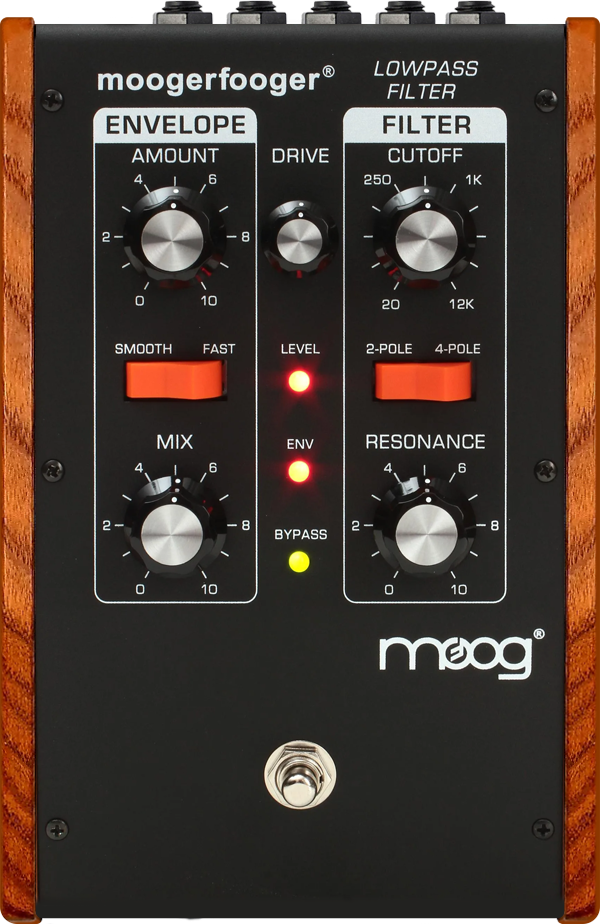 moogerfooger®
LOWPASS
FILTER
ENVELOPE
FILTER
AMOUNT
DRIVE
CUTOFF
4 6
2 8
0 10
250 1K
20 12K
SMOOTH FAST
LEVEL
2-POLE 4-POLE
MIX
ENV
RESONANCE
4 6
2 8
0 10
BYPASS
4 6
2 8
0 10
moog®